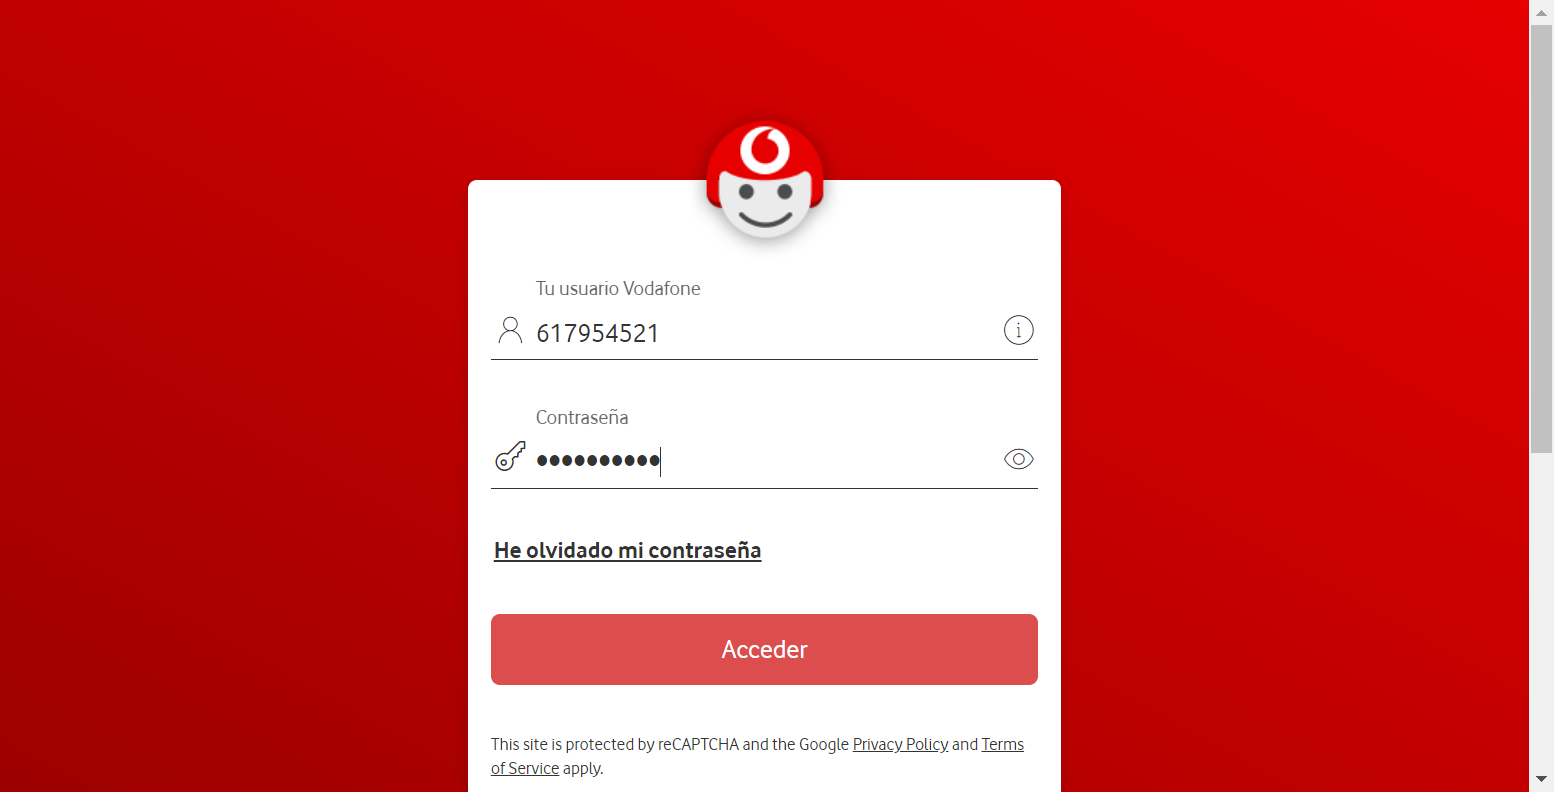 Tu usuario Vodafone
617954521
Contraseña
••••••••••
He olvidado mi contraseña
Acceder
This site is protected by reCAPTCHA and the Google Privacy Policy and Terms
of Service apply.